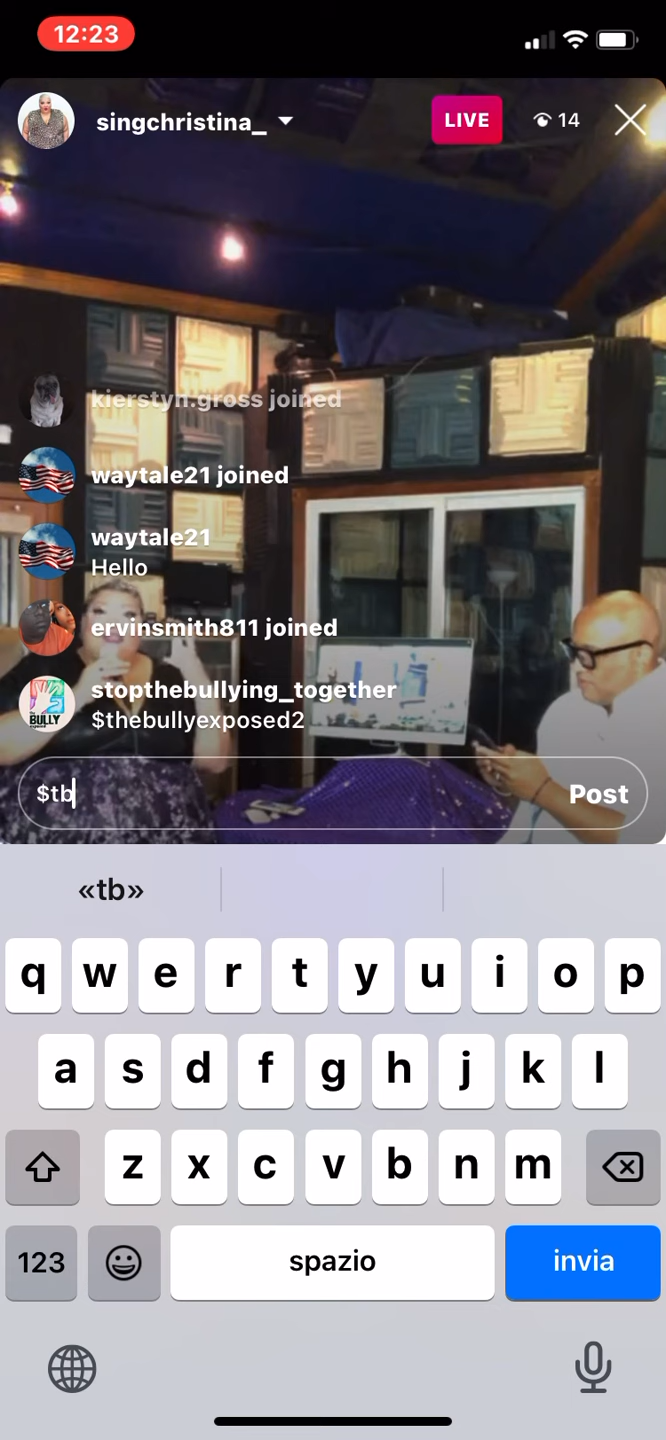 12:23
singchristina_
LIVE
14
kierstyn.gross joined
waytale21 joined
waytale21
Hello
ervinsmith811 joined
stopthebullying_together
$thebullyexposed2
BULLY
$tb
Post
«tb»
q w e r t y u i o p
a s d f g h j k l
z x c v b n m
123
spazio
invia